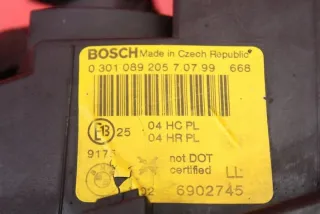 BOSCH Made in Czech Republic
0 301 089 205 7 07 99 668
E13 25 04 HC PL
04 HR PL
not DOT
certified LL
6902745